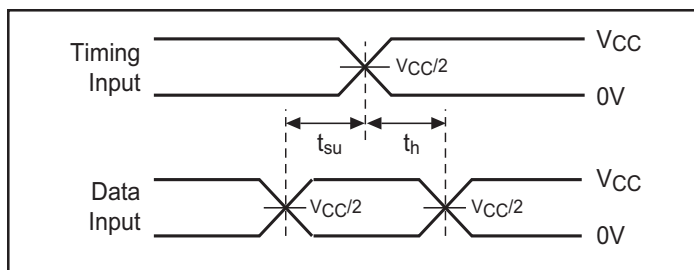 Timing
Input
VCC
VCC/2
0V
tsu
th
Data
Input
VCC
VCC/2
VCC/2
0V